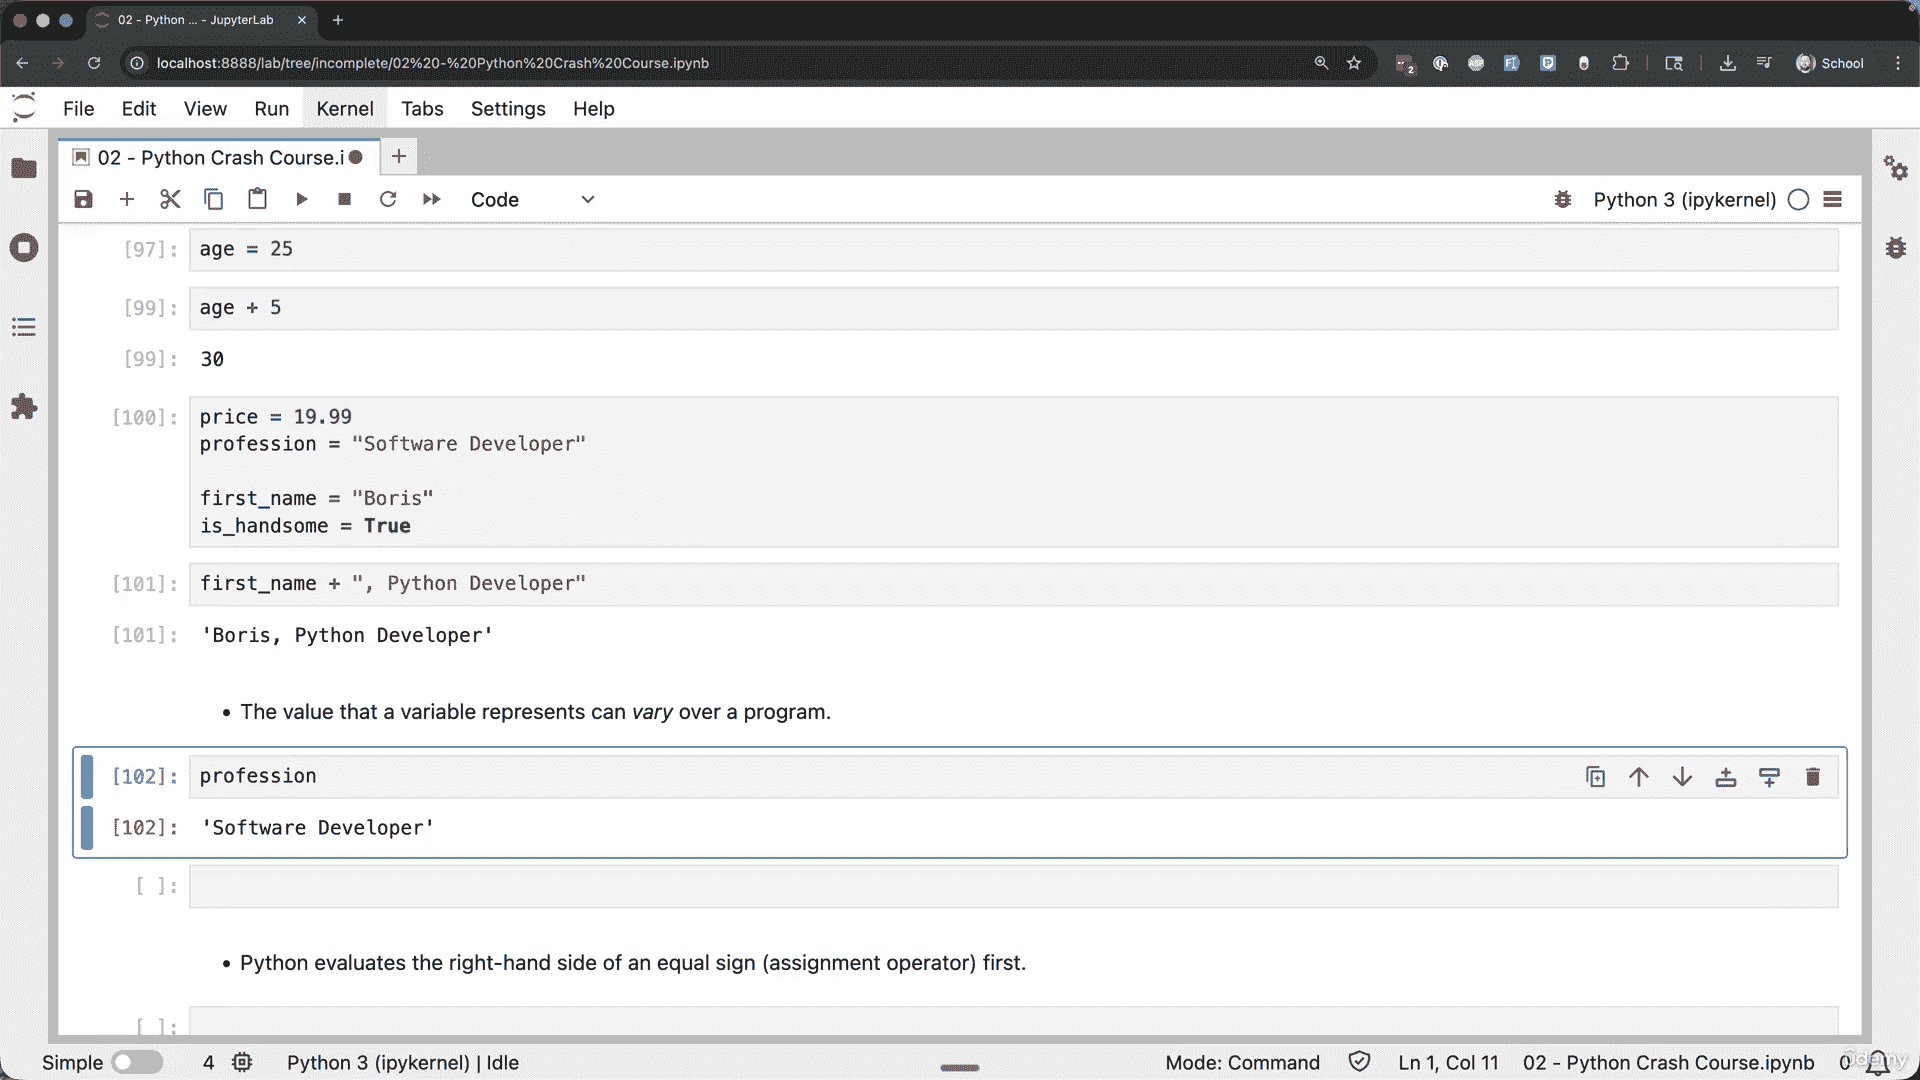 02 - Python ... - JupyterLab
localhost:8888/lab/tree/incomplete/02%20-%20Python%20Crash%20Course.ipynb
2
ABP
School
File Edit View Run Kernel Tabs Settings Help
02 - Python Crash Course.i
Code
Python 3 (ipykernel)
[97]: age = 25
[99]: age + 5
[99]: 30
[100]: price = 19.99
profession = "Software Developer"
first_name = "Boris"
is_handsome = True
[101]: first_name + ", Python Developer"
[101]: 'Boris, Python Developer'
• The value that a variable represents can vary over a program.
[102]: profession
[102]: 'Software Developer'
[ ]:
• Python evaluates the right-hand side of an equal sign (assignment operator) first.
[ ]:
Simple 4 Python 3 (ipykernel) | Idle Mode: Command Ln 1, Col 11 02 - Python Crash Course.ipynb 0
Udemy